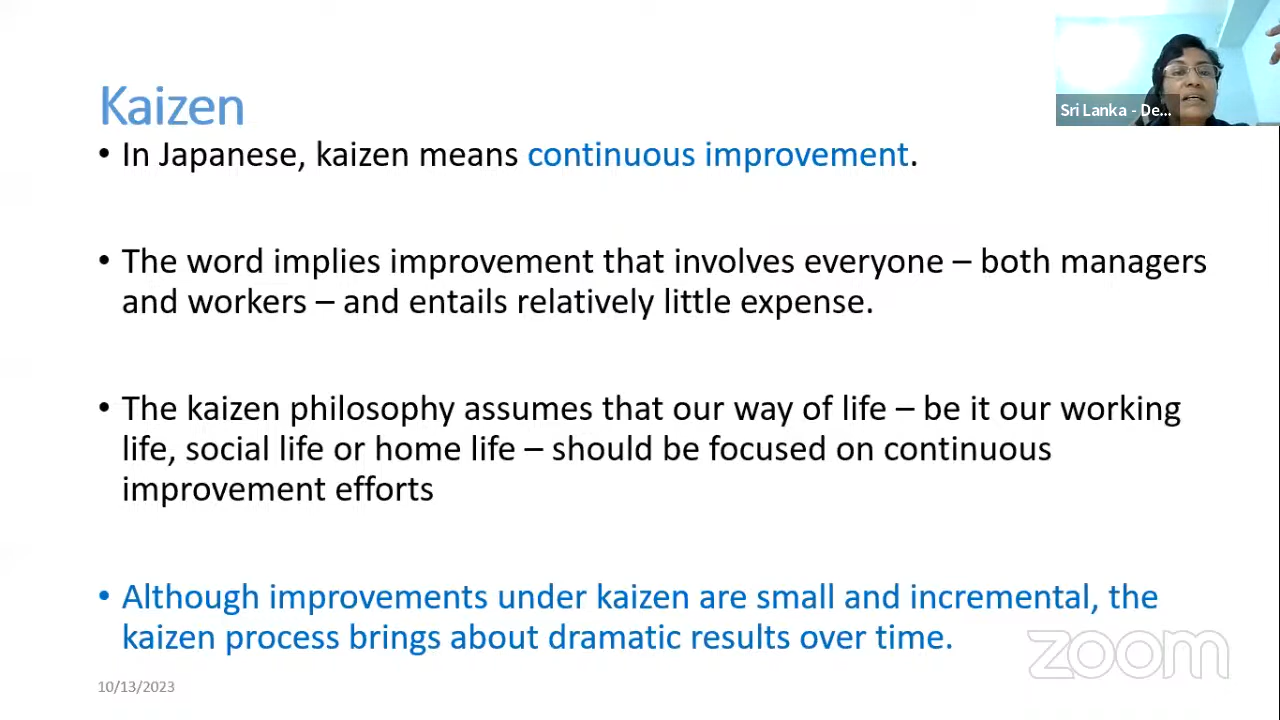 Sri Lanka - De...
Kaizen
• In Japanese, kaizen means continuous improvement.
• The word implies improvement that involves everyone – both managers
and workers – and entails relatively little expense.
• The kaizen philosophy assumes that our way of life – be it our working
life, social life or home life – should be focused on continuous
improvement efforts
• Although improvements under kaizen are small and incremental, the
kaizen process brings about dramatic results over time.
zoom
10/13/2023